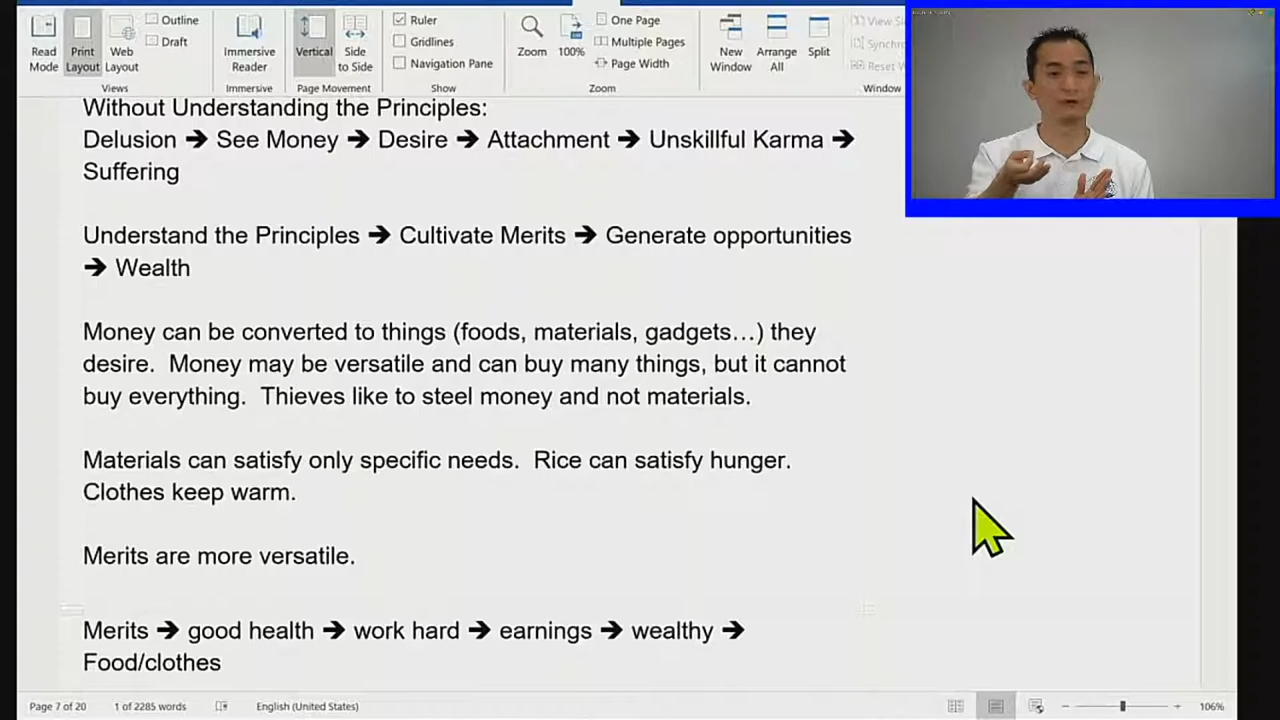 Outline
Draft
Read Mode
Print Layout
Web Layout
Views
Immersive Reader
Immersive
Vertical
Side to Side
Page Movement
Ruler
Gridlines
Navigation Pane
Show
Zoom
100%
One Page
Multiple Pages
Page Width
Zoom
New Window
Arrange All
Split
View
Reset
Window
Without Understanding the Principles:
Delusion ➔ See Money ➔ Desire ➔ Attachment ➔ Unskillful Karma ➔
Suffering
Understand the Principles ➔ Cultivate Merits ➔ Generate opportunities
➔ Wealth
Money can be converted to things (foods, materials, gadgets…) they
desire.  Money may be versatile and can buy many things, but it cannot
buy everything.  Thieves like to steel money and not materials.
Materials can satisfy only specific needs.  Rice can satisfy hunger.
Clothes keep warm.
Merits are more versatile.
Merits ➔ good health ➔ work hard ➔ earnings ➔ wealthy ➔
Food/clothes
Page 7 of 20 1 of 2285 words English (United States) 106%